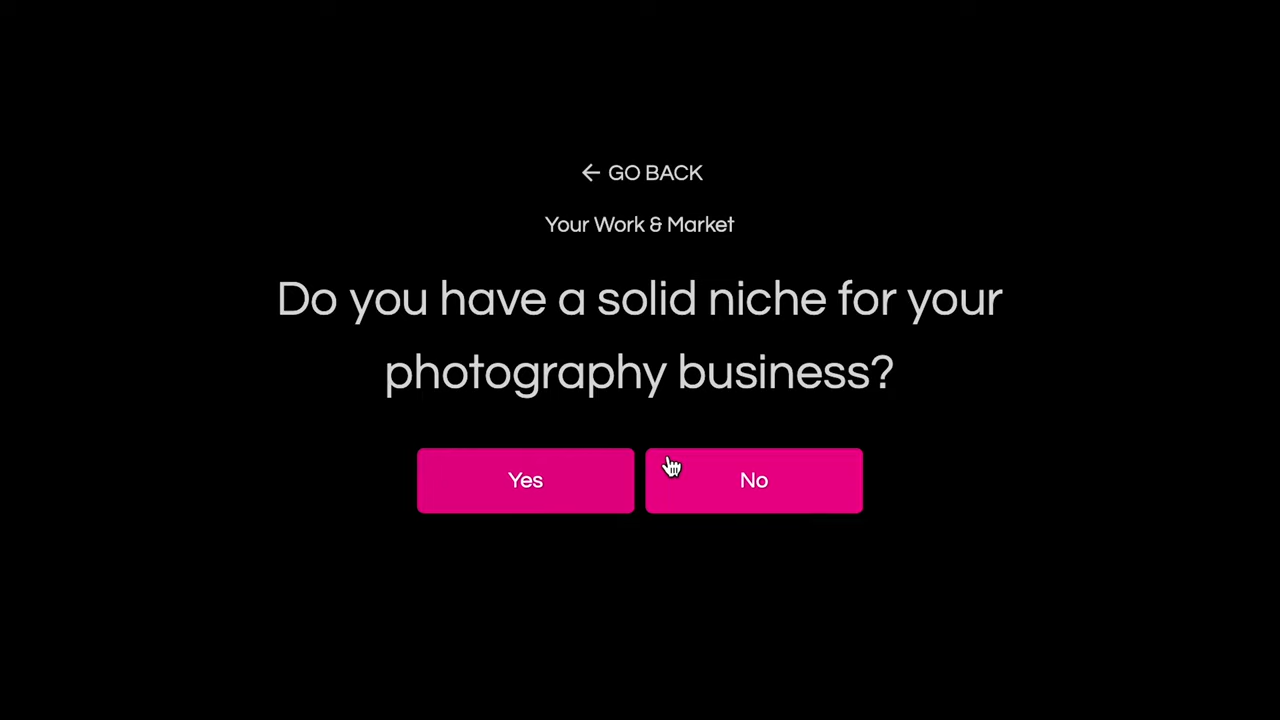 ← GO BACK
Your Work & Market
Do you have a solid niche for your
photography business?
Yes
No